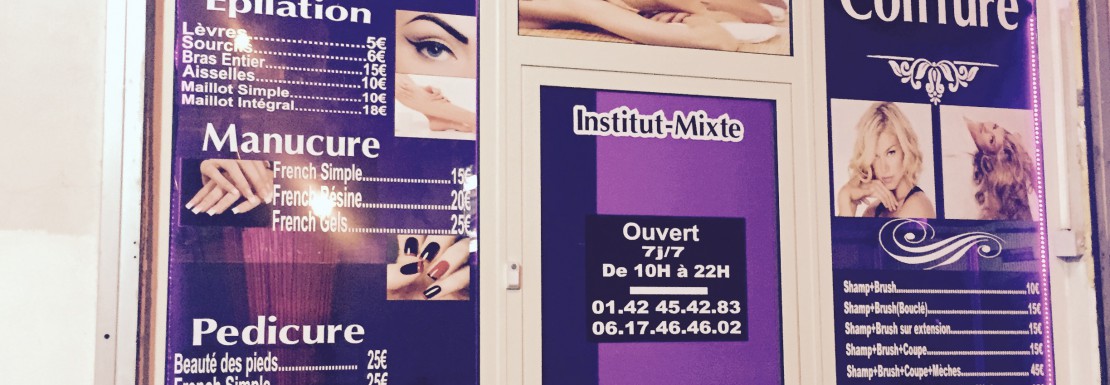 Epilation
Lèvres..........................5€
Sourcils.........................6€
Bras Entier....................15€
Aisselles.......................10€
Maillot Simple.................10€
Maillot Intégral................18€
Manucure
French Simple.......................15€
French Résine.......................20€
French Gels.........................25€
Pedicure
Beauté des pieds....................25€
French Simple 25€
Institut-Mixte
Ouvert
7j/7
De 10H à 22H
01.42 45.42.83
06.17.46.46.02
Coiffure
Shamp+Brush.................................10€
Shamp+Brush(Bouclé).........................15€
Shamp+Brush sur extension...................15€
Shamp+Brush+Coupe...........................15€
Shamp+Brush+Coupe+Mèches....................45€